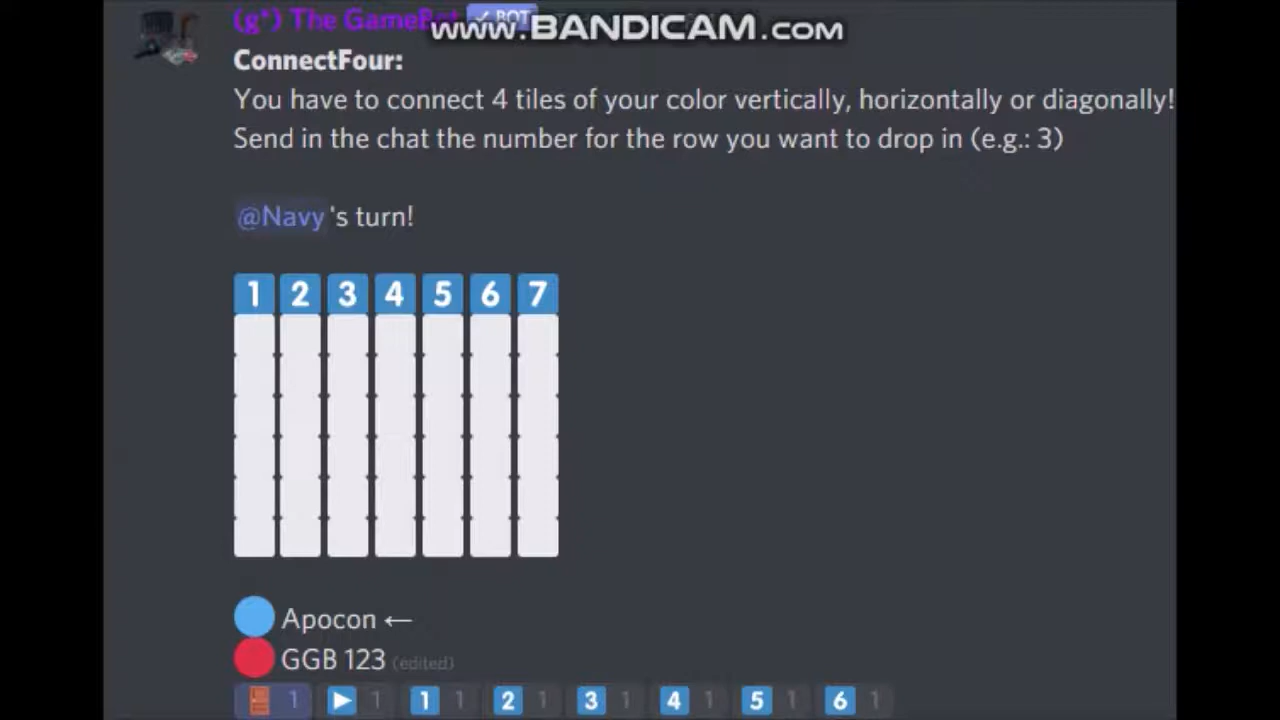 (g*) The GameBot ✓ BOT
www.BANDICAM.com
ConnectFour:
You have to connect 4 tiles of your color vertically, horizontally or diagonally!
Send in the chat the number for the row you want to drop in (e.g.: 3)
@Navy 's turn!
1 2 3 4 5 6 7
Apocon ←
GGB 123 (edited)
1 1 1 1 2 1 3 1 4 1 5 1 6 1